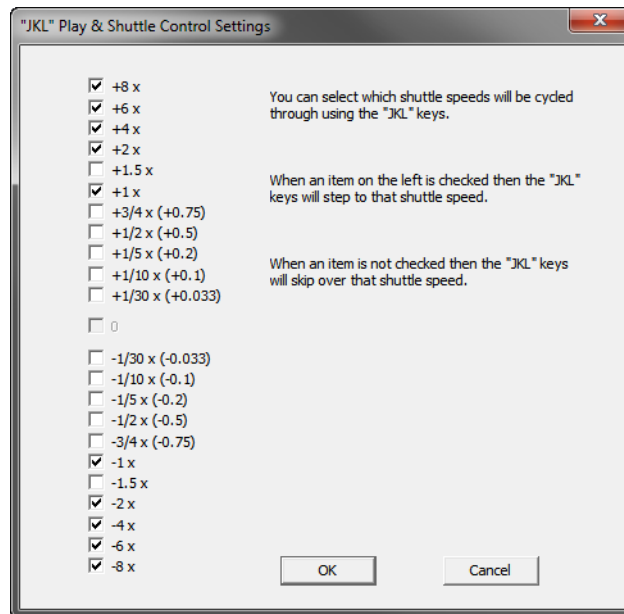 "JKL" Play & Shuttle Control Settings
+8 x
+6 x
+4 x
+2 x
+1.5 x
+1 x
+3/4 x (+0.75)
+1/2 x (+0.5)
+1/5 x (+0.2)
+1/10 x (+0.1)
+1/30 x (+0.033)
0
-1/30 x (-0.033)
-1/10 x (-0.1)
-1/5 x (-0.2)
-1/2 x (-0.5)
-3/4 x (-0.75)
-1 x
-1.5 x
-2 x
-4 x
-6 x
-8 x
You can select which shuttle speeds will be cycled
through using the "JKL" keys.
When an item on the left is checked then the "JKL"
keys will step to that shuttle speed.
When an item is not checked then the "JKL" keys
will skip over that shuttle speed.
OK
Cancel